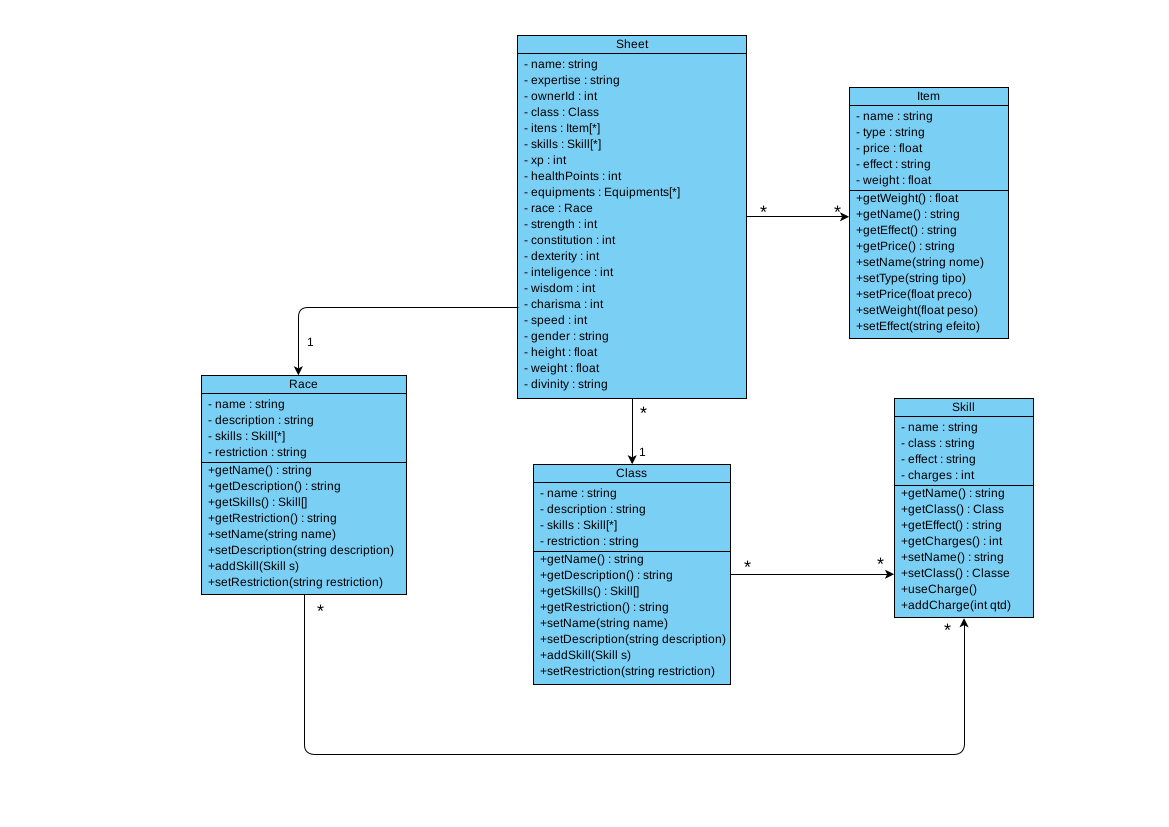 Sheet
- name: string
- expertise : string
- ownerId : int
- class : Class
- itens : Item[*]
- skills : Skill[*]
- xp : int
- healthPoints : int
- equipments : Equipments[*]
- race : Race
- strength : int
- constitution : int
- dexterity : int
- inteligence : int
- wisdom : int
- charisma : int
- speed : int
- gender : string
- height : float
- weight : float
- divinity : string
Item
- name : string
- type : string
- price : float
- effect : string
- weight : float
+getWeight() : float
+getName() : string
+getEffect() : string
+getPrice() : string
+setName(string nome)
+setType(string tipo)
+setPrice(float preco)
+setWeight(float peso)
+setEffect(string efeito)
* *
1
Race
- name : string
- description : string
- skills : Skill[*]
- restriction : string
+getName() : string
+getDescription() : string
+getSkills() : Skill[]
+getRestriction() : string
+setName(string name)
+setDescription(string description)
+addSkill(Skill s)
+setRestriction(string restriction)
*
*
1
Class
- name : string
- description : string
- skills : Skill[*]
- restriction : string
+getName() : string
+getDescription() : string
+getSkills() : Skill[]
+getRestriction() : string
+setName(string name)
+setDescription(string description)
+addSkill(Skill s)
+setRestriction(string restriction)
* *
Skill
- name : string
- class : string
- effect : string
- charges : int
+getName() : string
+getClass() : Class
+getEffect() : string
+getCharges() : int
+setName() : string
+setClass() : Classe
+useCharge()
+addCharge(int qtd)
*